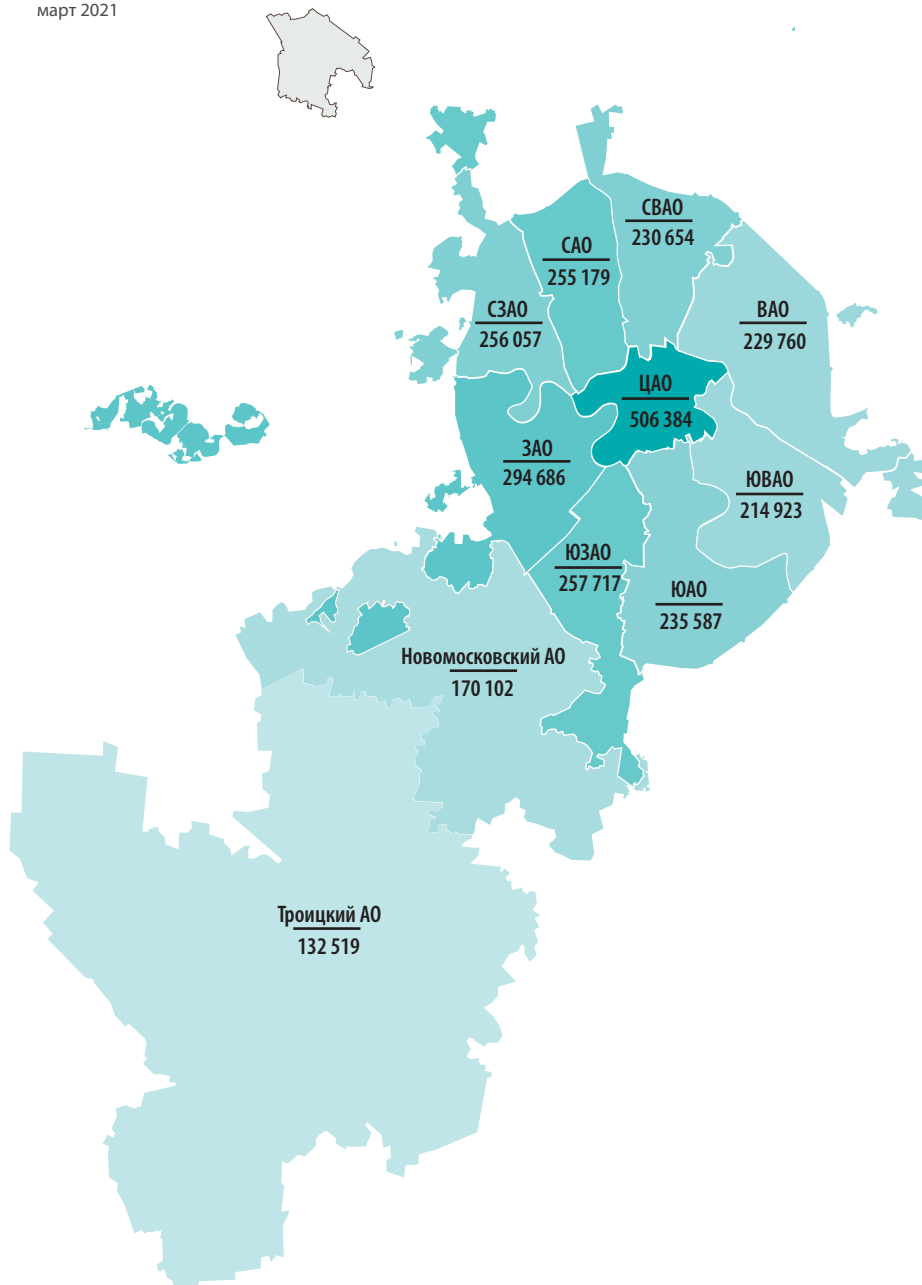 март 2021
СВАО
230 654
САО
255 179
СЗАО
256 057
ВАО
229 760
ЦАО
506 384
ЗАО
294 686
ЮВАО
214 923
ЮЗАО
257 717
ЮАО
235 587
Новомосковский АО
170 102
Троицкий АО
132 519